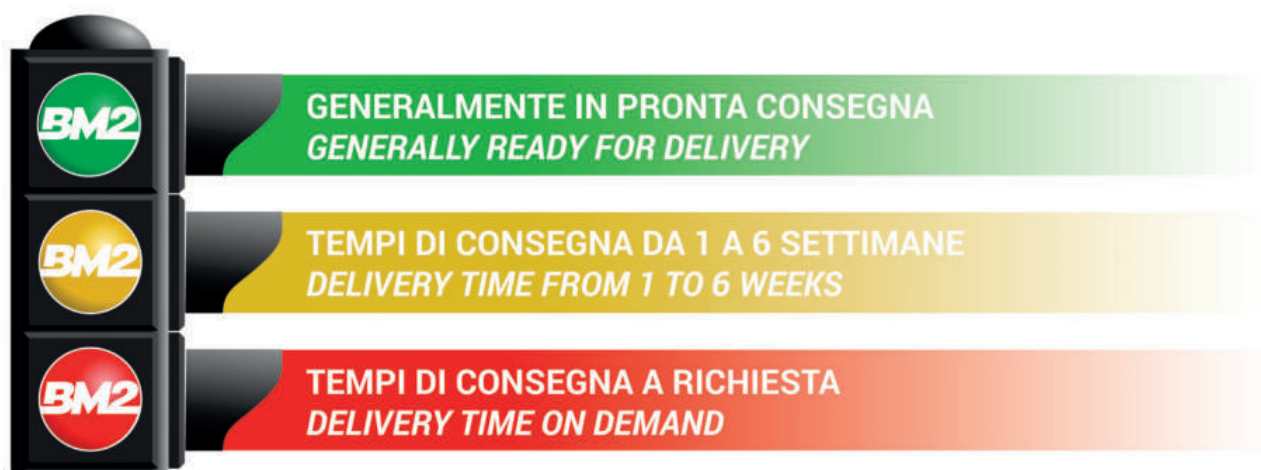 BM2
GENERALMENTE IN PRONTA CONSEGNA
GENERALLY READY FOR DELIVERY
BM2
TEMPI DI CONSEGNA DA 1 A 6 SETTIMANE
DELIVERY TIME FROM 1 TO 6 WEEKS
BM2
TEMPI DI CONSEGNA A RICHIESTA
DELIVERY TIME ON DEMAND